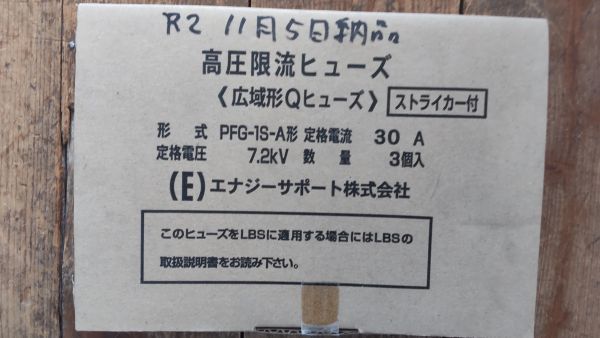 R2 11月5日納品
高圧限流ヒューズ
《広域形Qヒューズ》 ストライカー付
形 式 PFG-1S-A形 定格電流 30 A
定格電圧 7.2kV 数 量 3個入
(E) エナジーサポート株式会社
このヒューズをLBSに適用する場合にはLBSの
取扱説明書をお読み下さい。